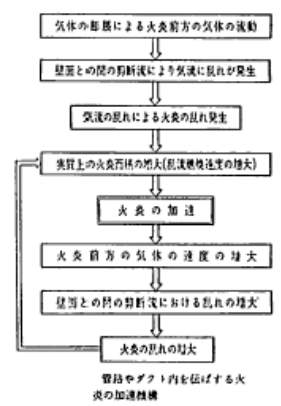 気体の膨脹による火炎前方の気体の流動
壁面との間の剪断流により気流に乱れが発生
気流の乱れによる火炎の乱れ発生
実質上の火炎面積の増大(乱流燃焼速度の増大)
火炎の加速
火炎前方の気体の速度の増大
壁面との間の剪断流における乱れの増大
火炎の乱れの増大
管路やダクト内を伝ぱする火
炎の加速機構